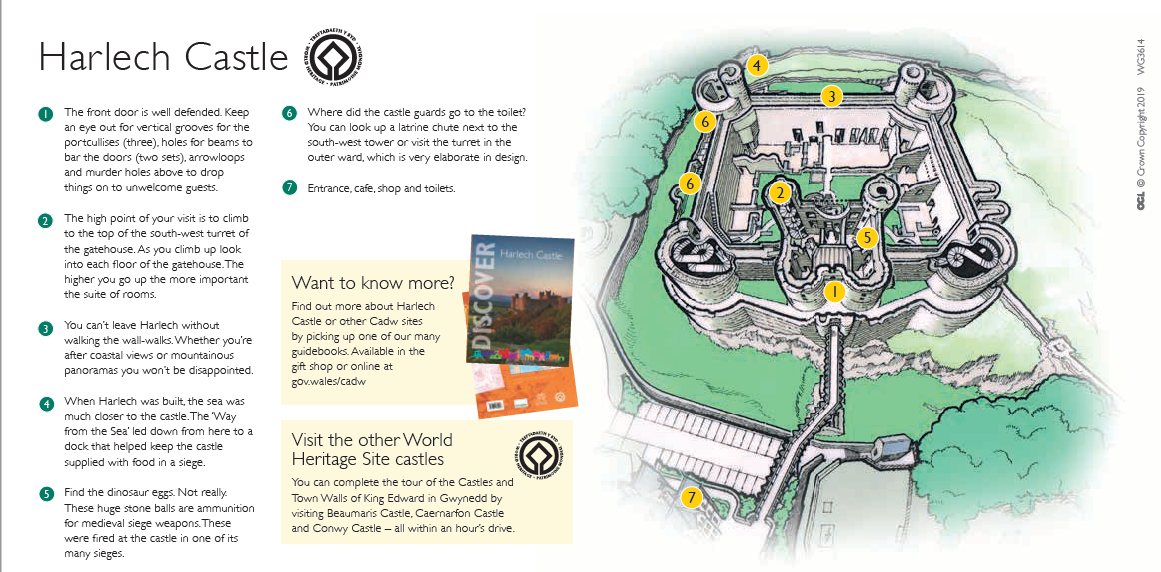 Harlech Castle
TREFTADAETH Y BYD
WORLD HERITAGE
PATRIMOINE MONDIAL
1
The front door is well defended. Keep
an eye out for vertical grooves for the
portcullises (three), holes for beams to
bar the doors (two sets), arrowloops
and murder holes above to drop
things on to unwelcome guests.
2
The high point of your visit is to climb
to the top of the south-west turret of
the gatehouse. As you climb up look
into each floor of the gatehouse. The
higher you go up the more important
the suite of rooms.
3
You can't leave Harlech without
walking the wall-walks. Whether you're
after coastal views or mountainous
panoramas you won't be disappointed.
4
When Harlech was built, the sea was
much closer to the castle. The 'Way
from the Sea' led down from here to a
dock that helped keep the castle
supplied with food in a siege.
5
Find the dinosaur eggs. Not really.
These huge stone balls are ammunition
for medieval siege weapons. These
were fired at the castle in one of its
many sieges.
6
Where did the castle guards go to the toilet?
You can look up a latrine chute next to the
south-west tower or visit the turret in the
outer ward, which is very elaborate in design.
7
Entrance, cafe, shop and toilets.
Want to know more?
Find out more about Harlech
Castle or other Cadw sites
by picking up one of our many
guidebooks. Available in the
gift shop or online at
gov.wales/cadw
DISCOVER
Harlech Castle
Visit the other World
Heritage Site castles
You can complete the tour of the Castles and
Town Walls of King Edward in Gwynedd by
visiting Beaumaris Castle, Caernarfon Castle
and Conwy Castle – all within an hour's drive.
4
3
6
6
2
5
1
7
OGL © Crown Copyright 2019 WG3614